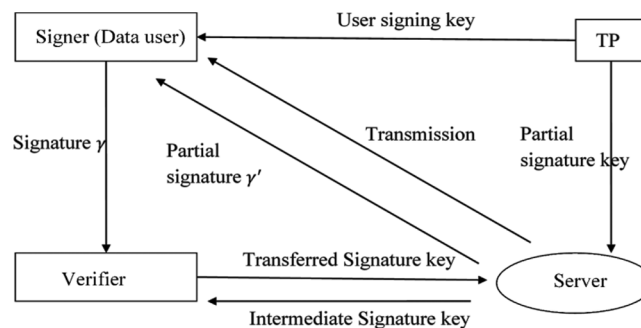 User signing key
Signer (Data user)
TP
Signature γ
Partial
signature γ′
Transmission
Partial
signature key
Transferred Signature key
Verifier
Server
Intermediate Signature key